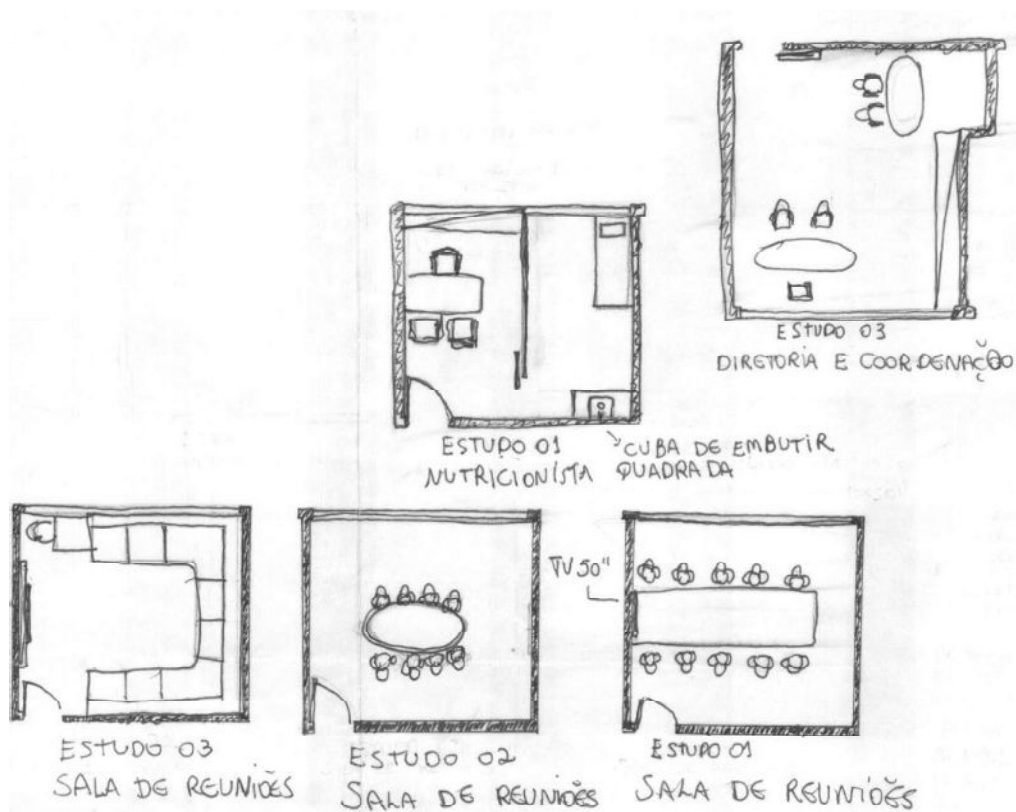 ESTUDO 03
DIRETORIA E COORDENAÇÃO
ESTUDO 01
NUTRICIONISTA
CUBA DE EMBUTIR
QUADRADA
TV 50"
ESTUDO 03
SALA DE REUNIÕES
ESTUDO 02
SALA DE REUNIÕES
ESTUDO 01
SALA DE REUNIÕES